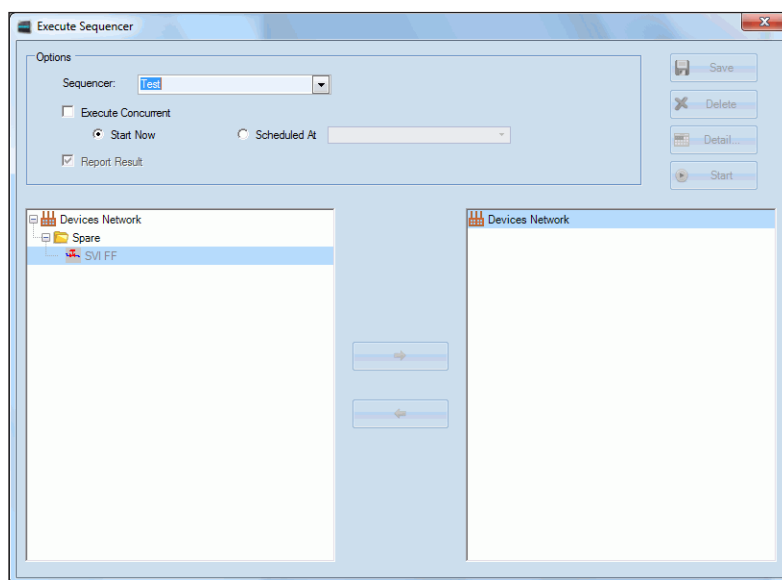 Execute Sequencer
Options
Sequencer: Test
Execute Concurrent
Start Now Scheduled At
Report Result
Save
Delete
Detail...
Start
Devices Network
Spare
SVI FF
Devices Network